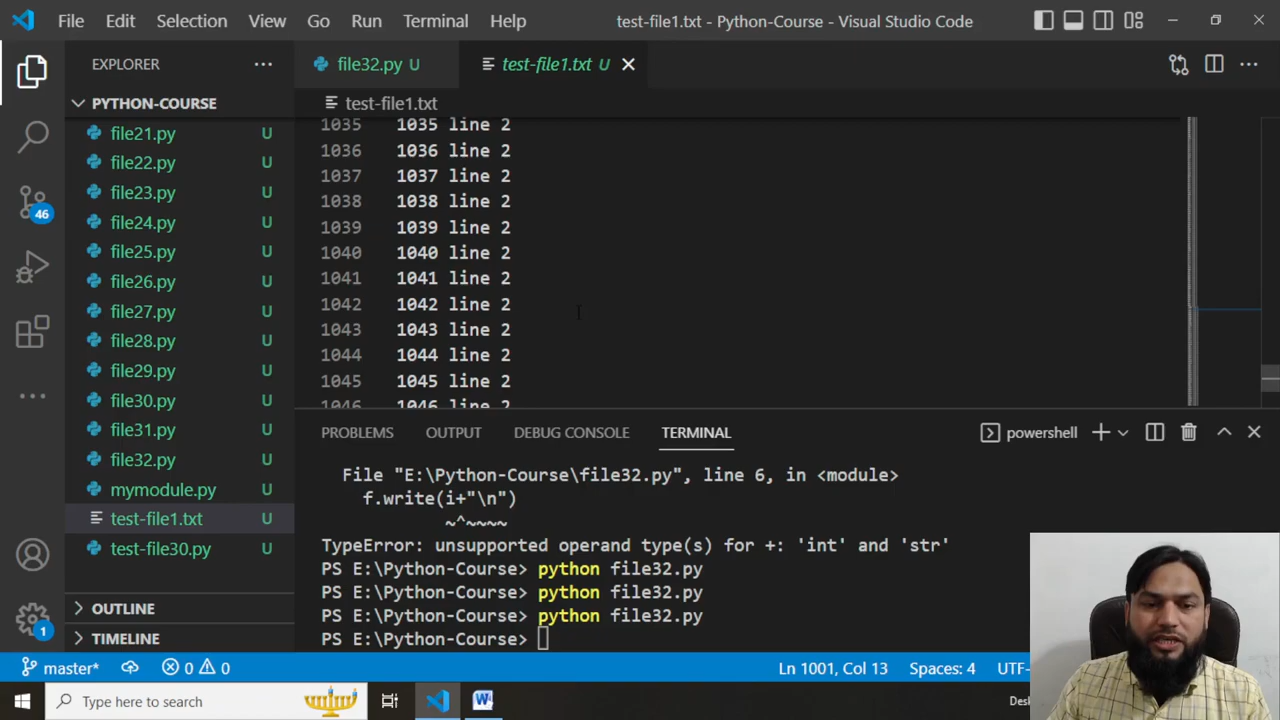 File Edit Selection View Go Run Terminal Help test-file1.txt - Python-Course - Visual Studio Code
EXPLORER
file32.py U
test-file1.txt U
PYTHON-COURSE
test-file1.txt
file21.py U
file22.py U
file23.py U
file24.py U
file25.py U
file26.py U
file27.py U
file28.py U
file29.py U
file30.py U
file31.py U
file32.py U
mymodule.py U
test-file1.txt U
test-file30.py U
OUTLINE
TIMELINE
46
1
1035 1035 line 2
1036 1036 line 2
1037 1037 line 2
1038 1038 line 2
1039 1039 line 2
1040 1040 line 2
1041 1041 line 2
1042 1042 line 2
1043 1043 line 2
1044 1044 line 2
1045 1045 line 2
1046 1046 line 2
PROBLEMS OUTPUT DEBUG CONSOLE TERMINAL powershell
File "E:\Python-Course\file32.py", line 6, in <module>
f.write(i+"\n")
~^~~~~
TypeError: unsupported operand type(s) for +: 'int' and 'str'
PS E:\Python-Course> python file32.py
PS E:\Python-Course> python file32.py
PS E:\Python-Course> python file32.py
PS E:\Python-Course>
master* 0 0 Ln 1001, Col 13 Spaces: 4 UTF-
Type here to search